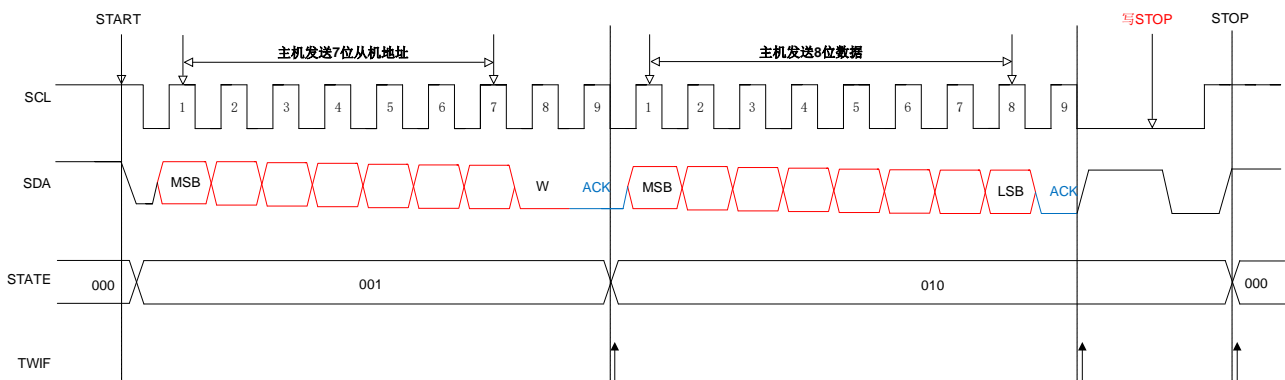 START 写STOP STOP
主机发送7位从机地址 主机发送8位数据
SCL 1 2 3 4 5 6 7 8 9 1 2 3 4 5 6 7 8 9
SDA MSB W ACK MSB LSB ACK
STATE 000 001 010 000
TWIF